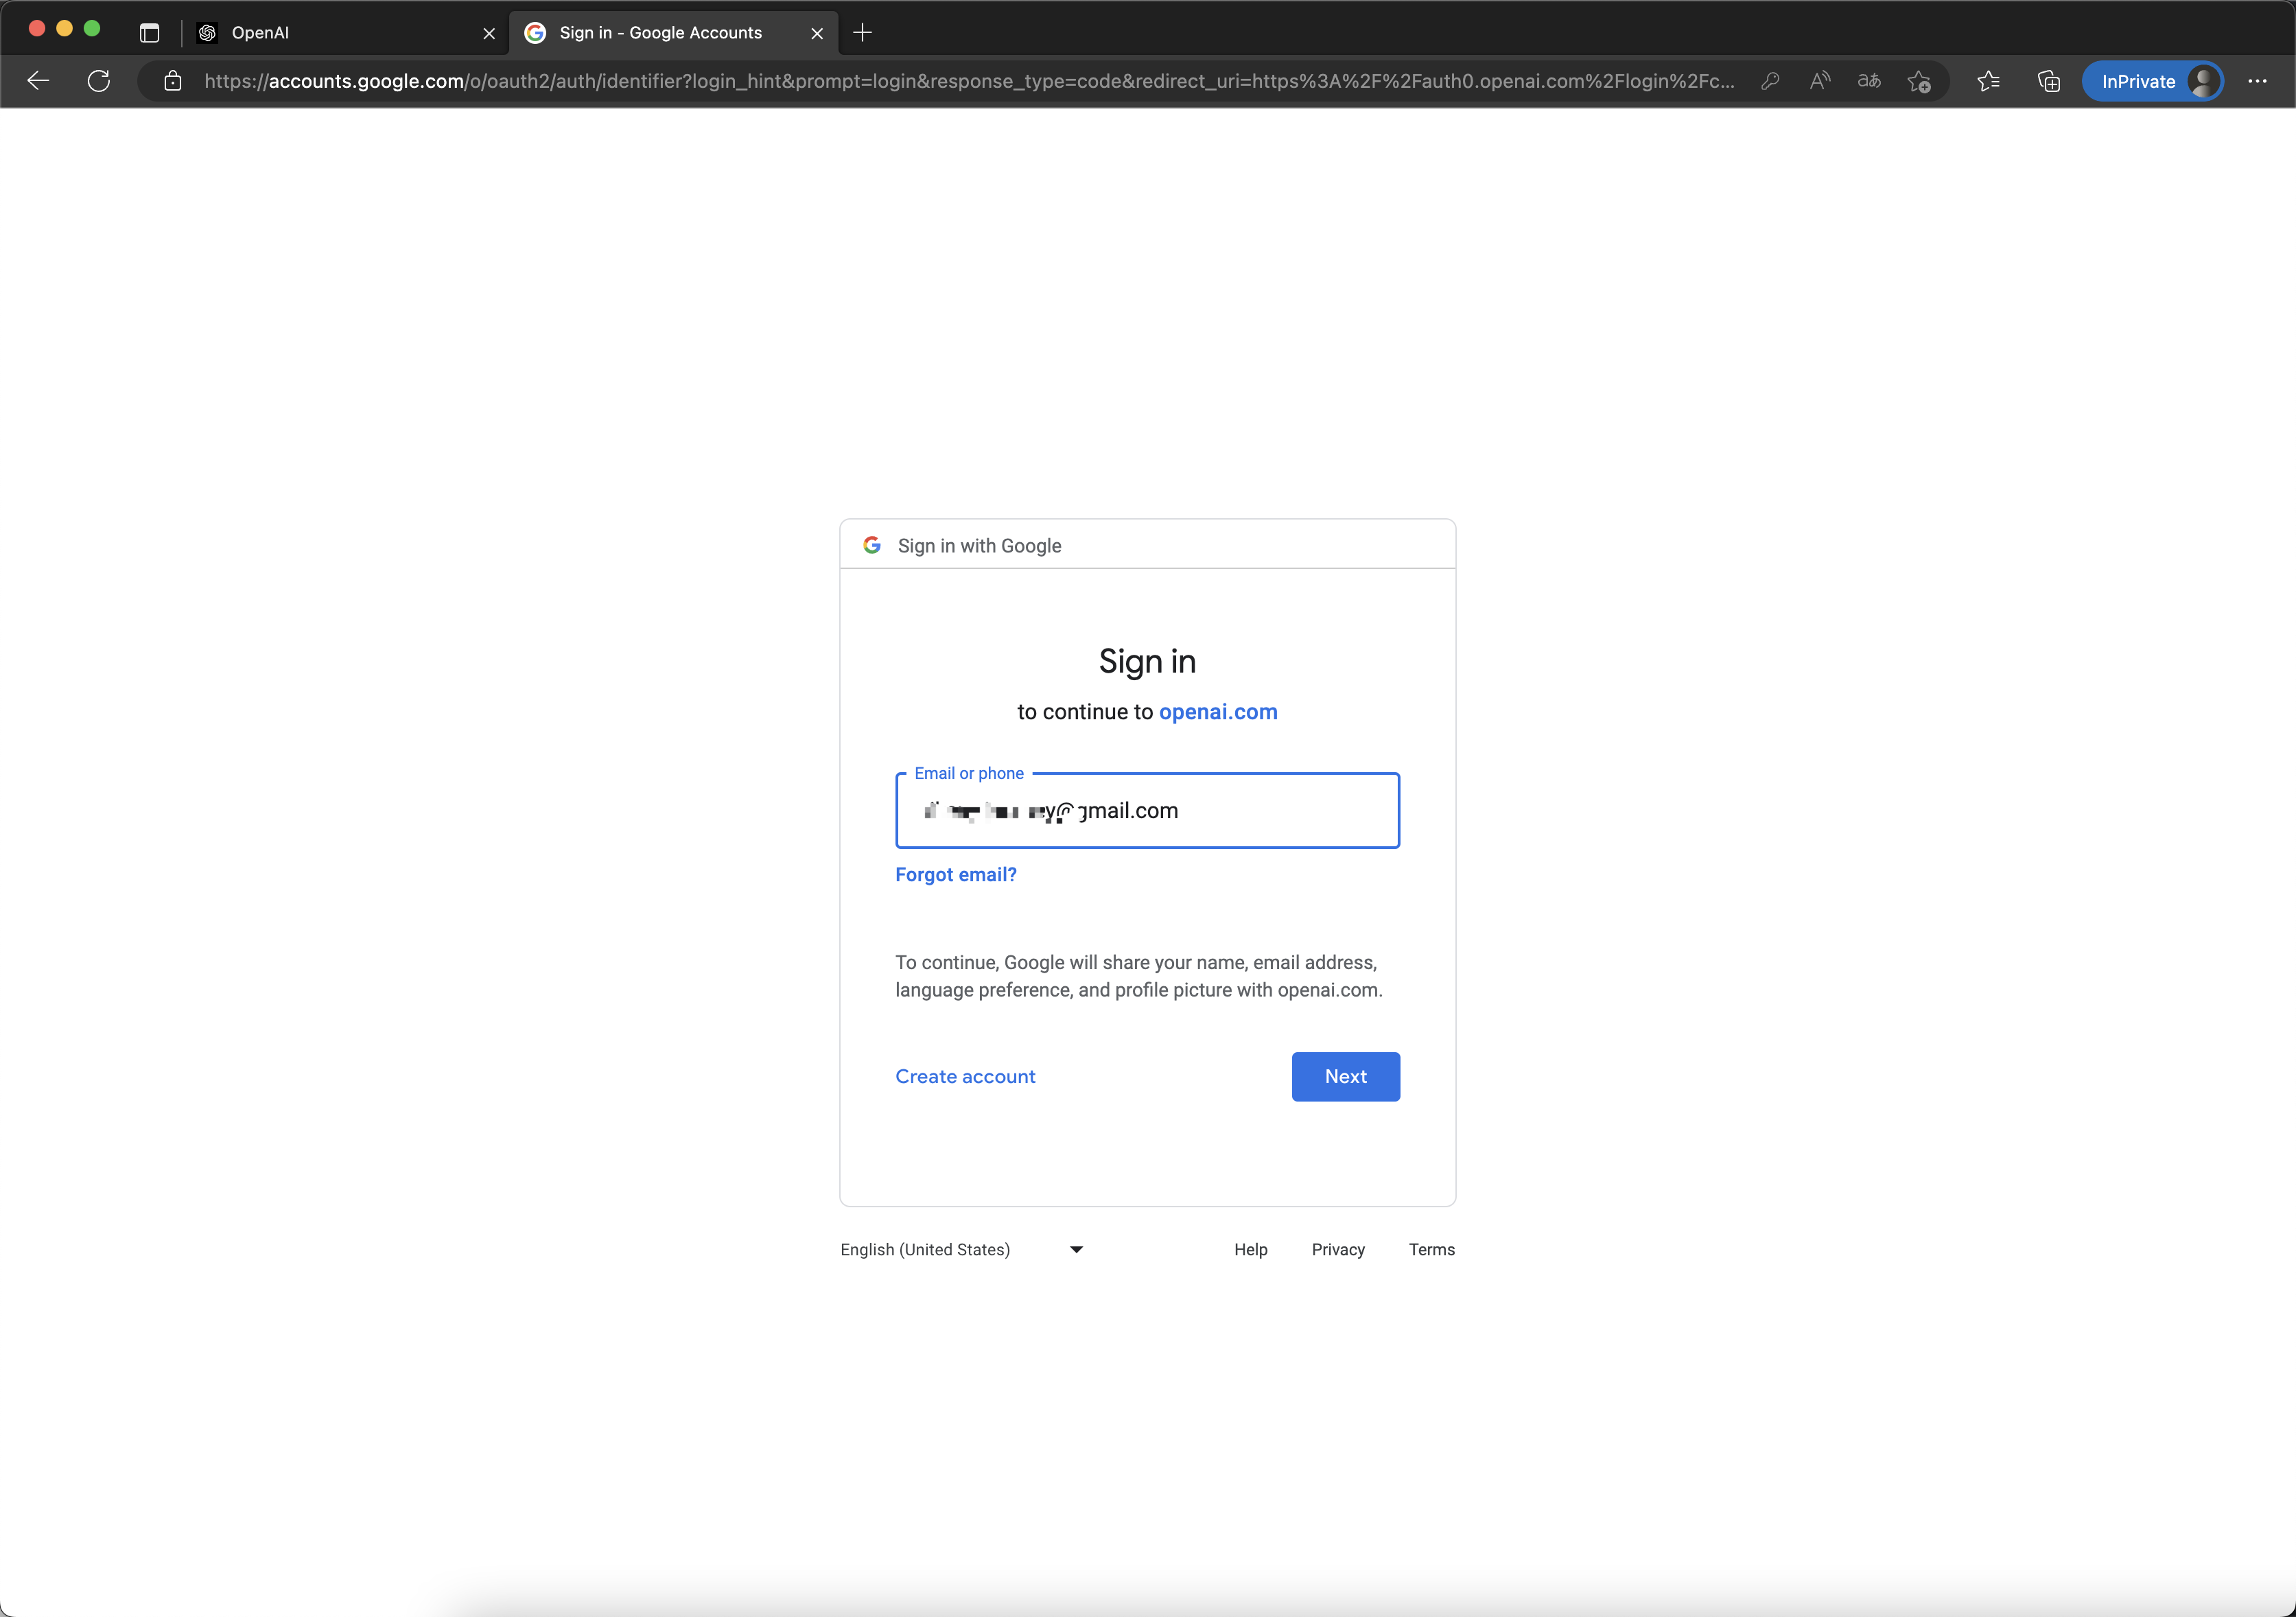 OpenAI
Sign in - Google Accounts
https://accounts.google.com/o/oauth2/auth/identifier?login_hint&prompt=login&response_type=code&redirect_uri=https%3A%2F%2Fauth0.openai.com%2Flogin%2Fc...
InPrivate
Sign in with Google
Sign in
to continue to openai.com
Email or phone
gmail.com
Forgot email?
To continue, Google will share your name, email address,
language preference, and profile picture with openai.com.
Create account
Next
English (United States)
Help
Privacy
Terms